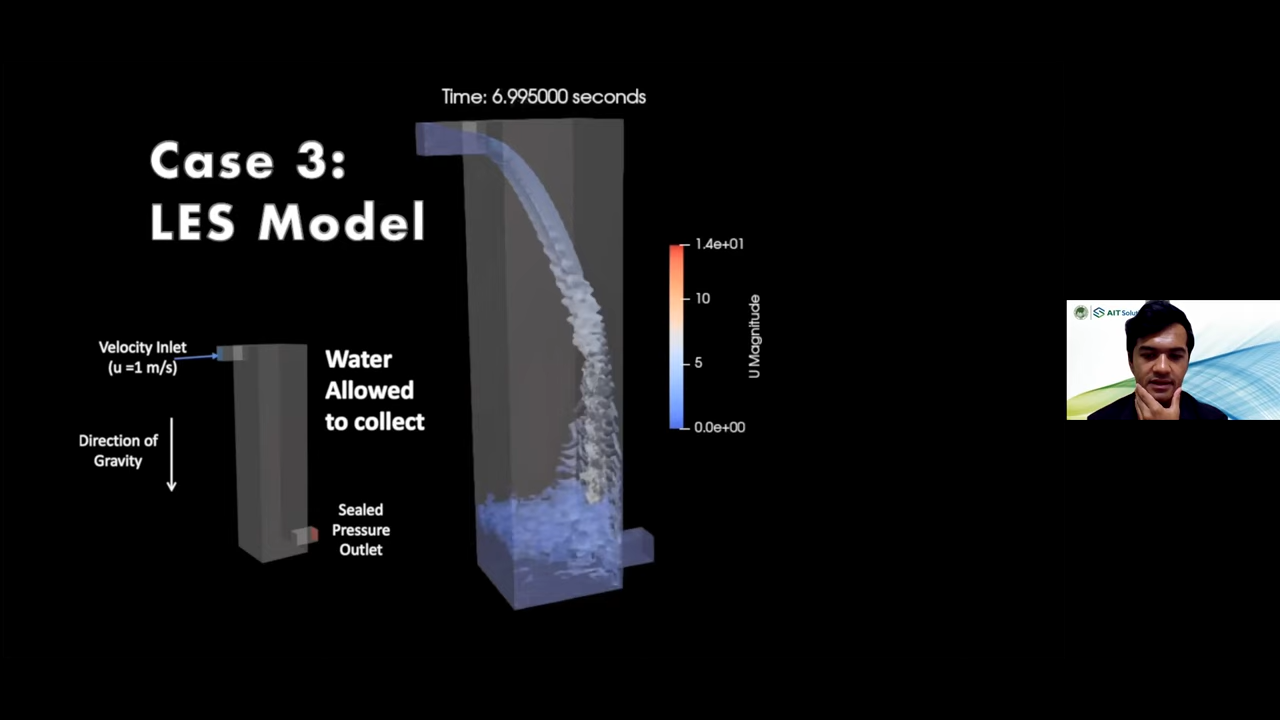 Time: 6.995000 seconds
Case 3:
LES Model
1.4e+01
10
5
0.0e+00
U Magnitude
Velocity Inlet
(u =1 m/s)
Direction of
Gravity
Water
Allowed
to collect
Sealed
Pressure
Outlet
AIT